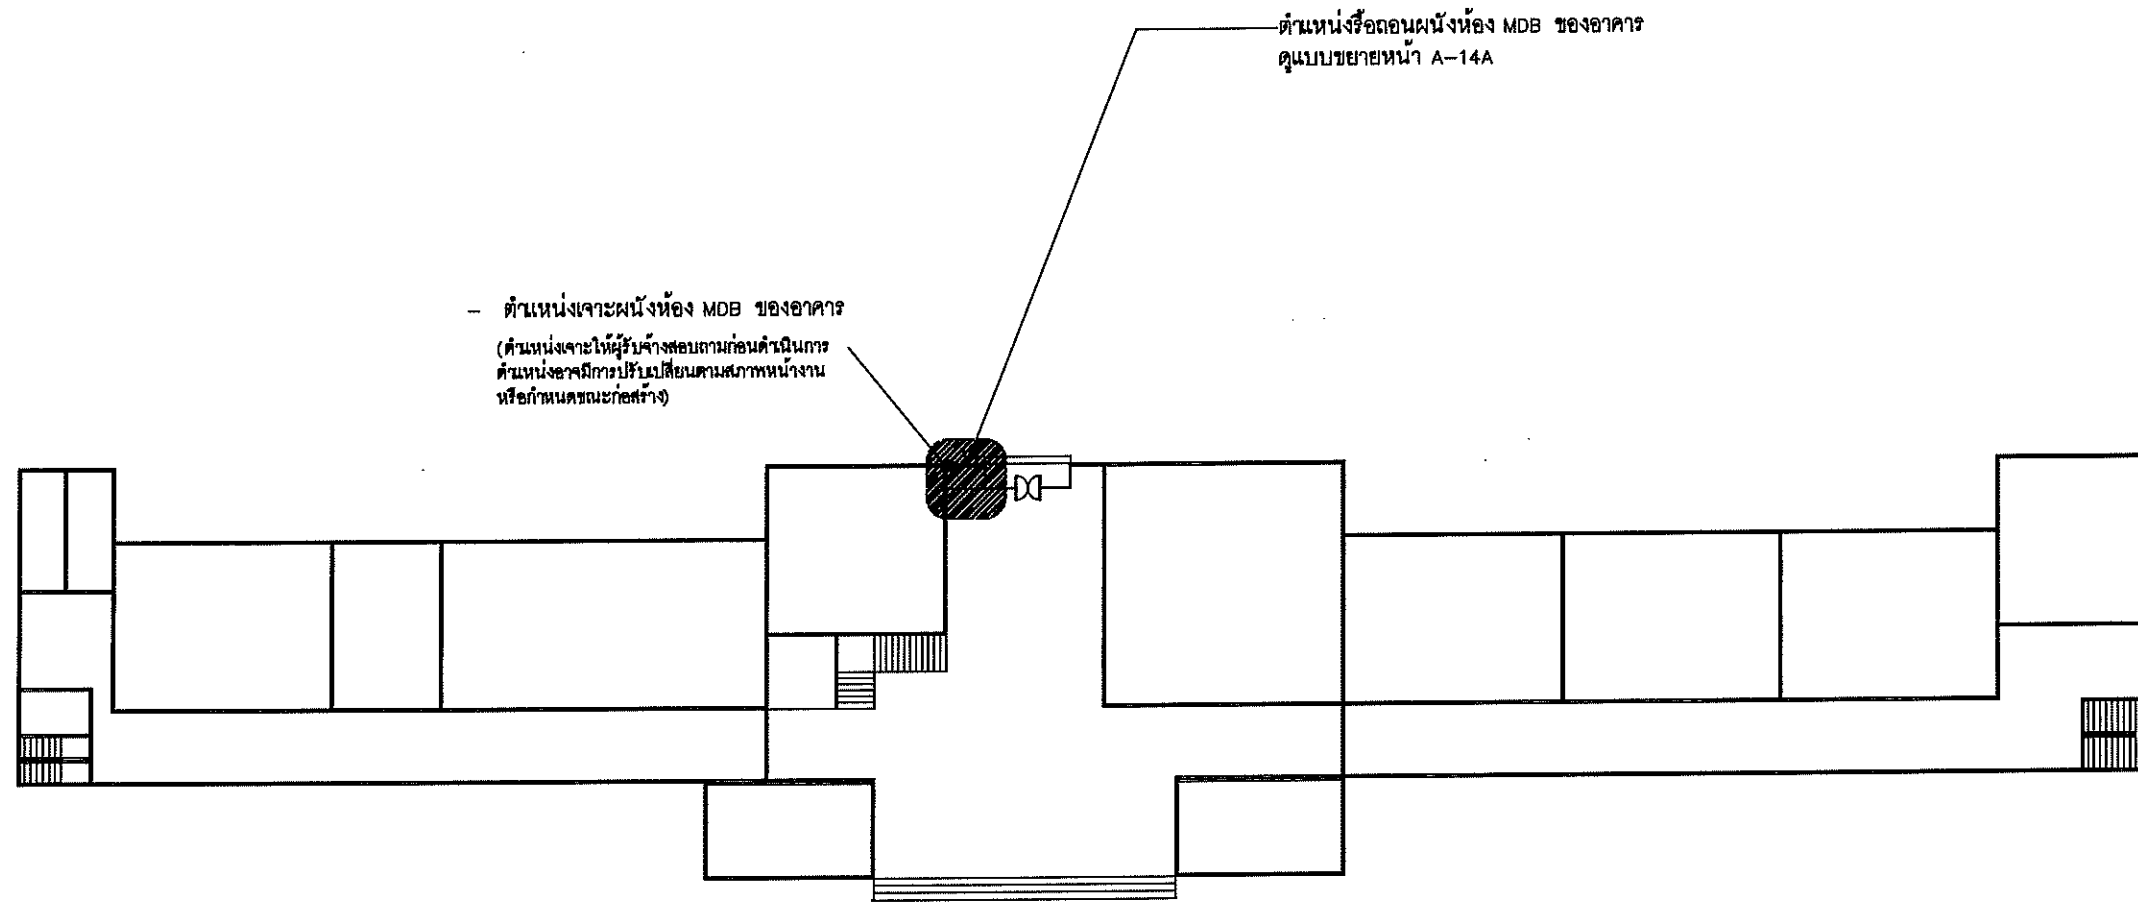 ตำแหน่งรื้อถอนผนังห้อง MDB ของอาคาร
ดูแบบขยายหน้า A-14A
- ตำแหน่งเจาะผนังห้อง MDB ของอาคาร
(ตำแหน่งเจาะให้ผู้รับจ้างสอบถามก่อนดำเนินการ
ตำแหน่งอาจมีการปรับเปลี่ยนตามสภาพหน้างาน
หรือกำหนดขณะก่อสร้าง)